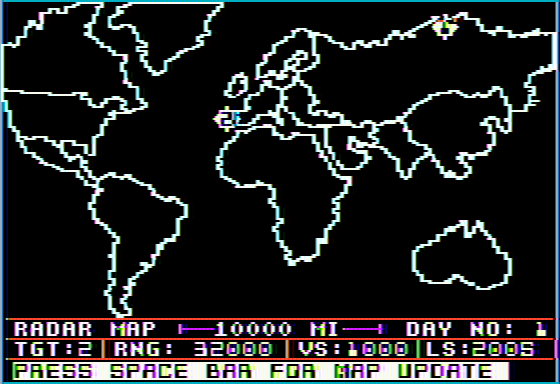 RADAR MAP 10000 MI DAY NO: 1
TGT:2 RNG: 32000 VS:1000 LS:2005
PRESS SPACE BAR FOR MAP UPDATE